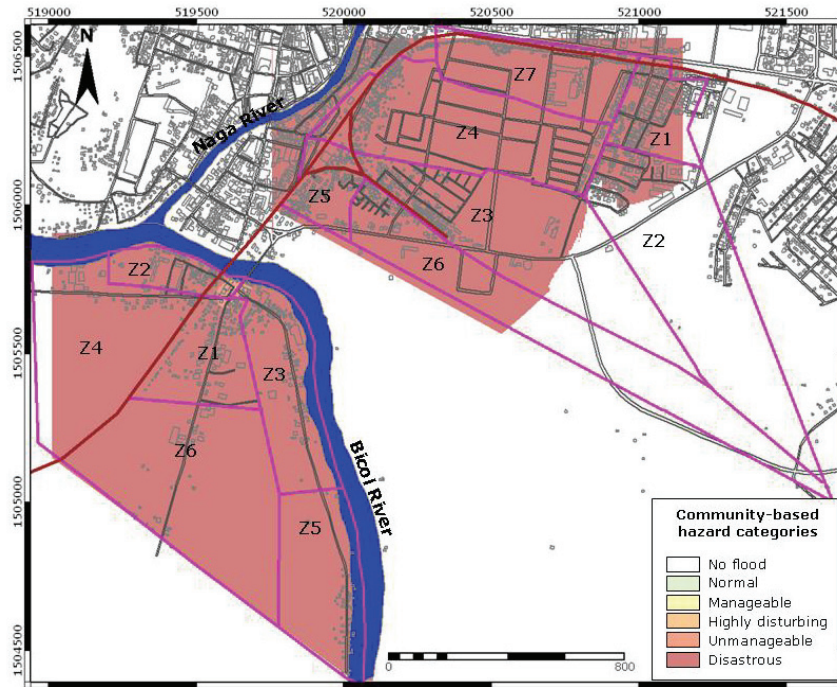 519000 519500 520000 520500 521000 521500
1506500
1506000
1505500
1505000
1504500
N
Naga River
Z7
Z4
Z1
Z5
Z3
Z2
Z6
Z2
Z4
Z1
Z3
Z6
Bicol River
Z5
Community-based
hazard categories
No flood
Normal
Manageable
Highly disturbing
Unmanageable
Disastrous
0 800